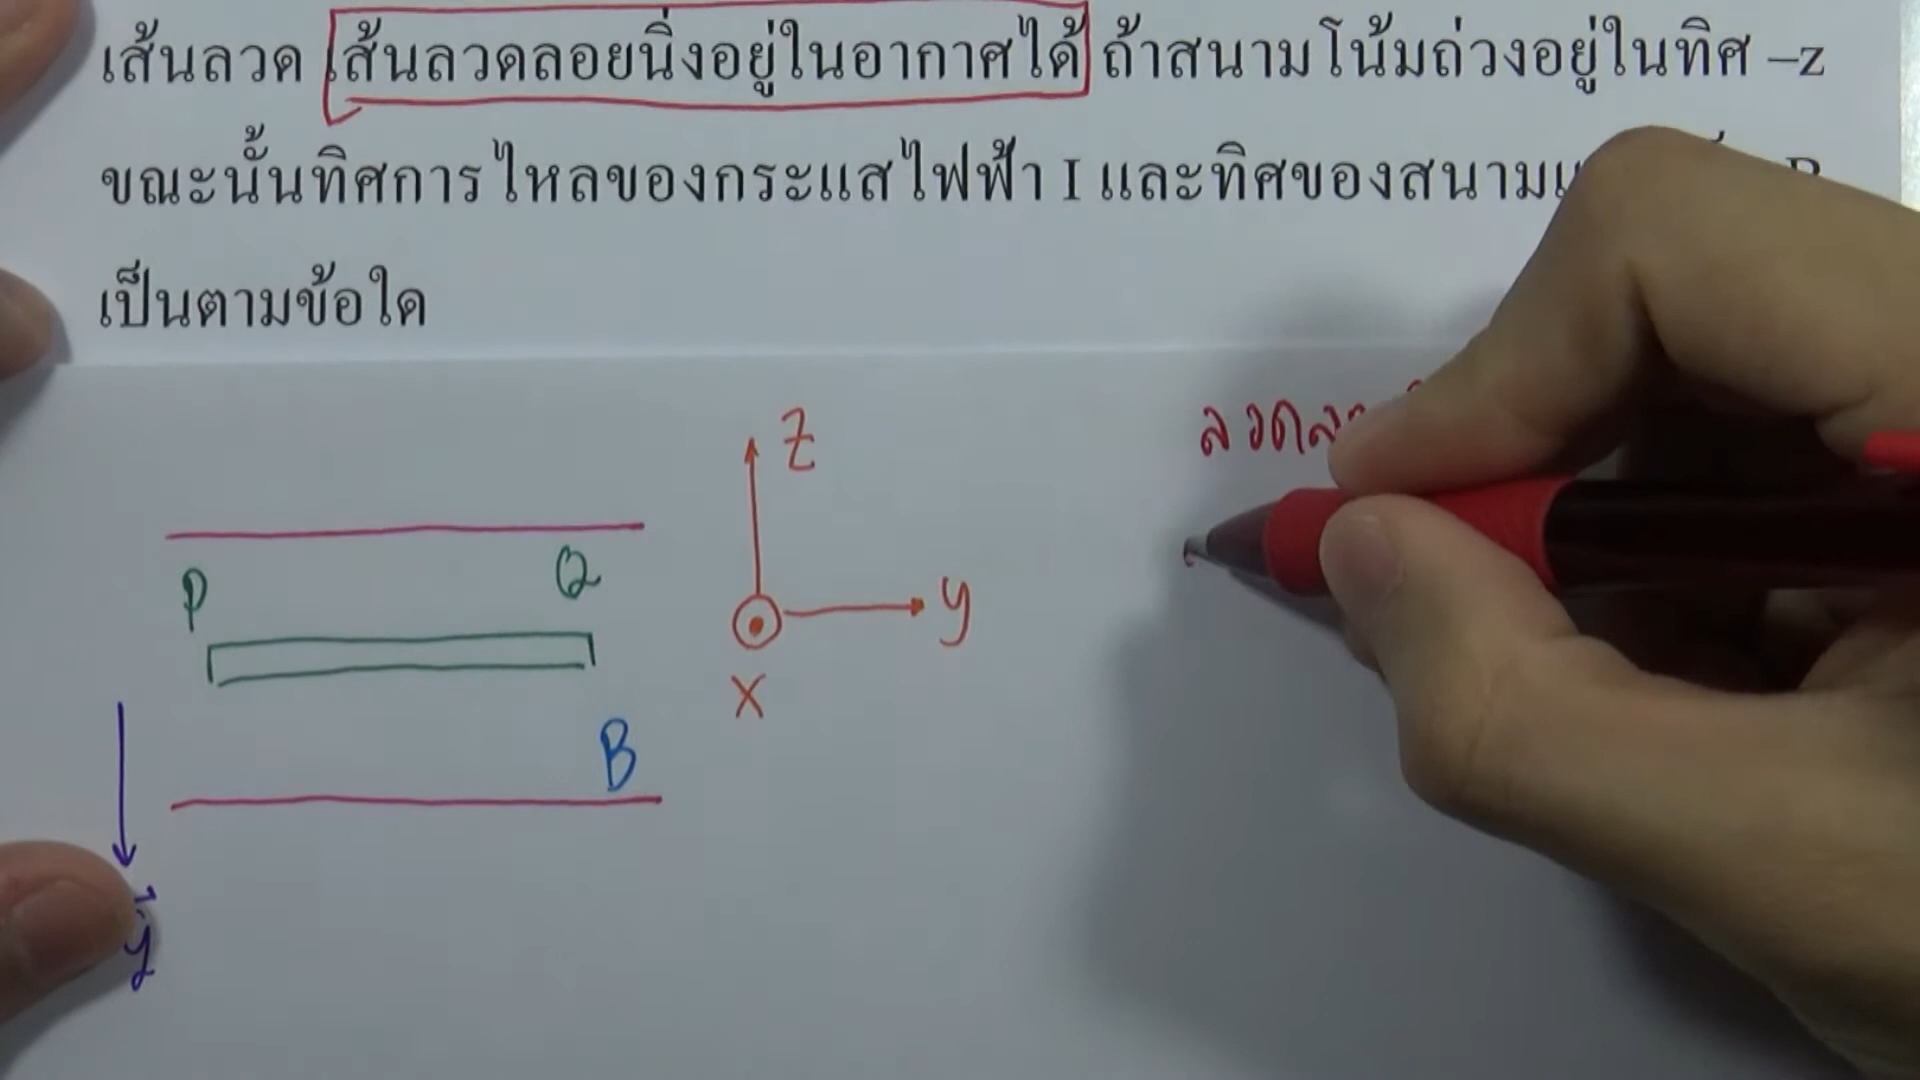 เส้นลวด เส้นลวดลอยนิ่งอยู่ในอากาศได้ ถ้าสนามโน้มถ่วงอยู่ในทิศ –z
ขณะนั้นทิศการไหลของกระแสไฟฟ้า I และทิศของสนาม
เป็นตามข้อใด
z
P
Q
y
x
B
g